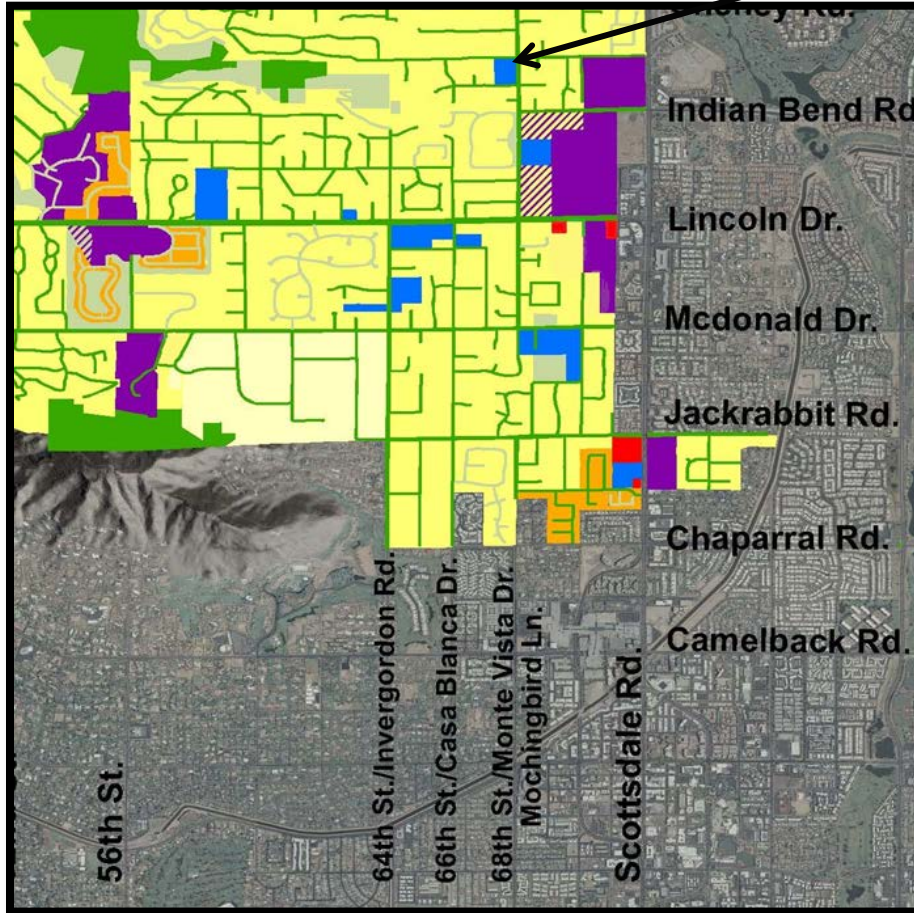 Indian Bend Rd
Lincoln Dr.
Mcdonald Dr.
Jackrabbit Rd.
Chaparral Rd.
Camelback Rd.
56th St.
64th St./Invergordon Rd.
66th St./Casa Blanca Dr.
68th St./Monte Vista Dr.
Mochingbird Ln.
Scottsdale Rd.